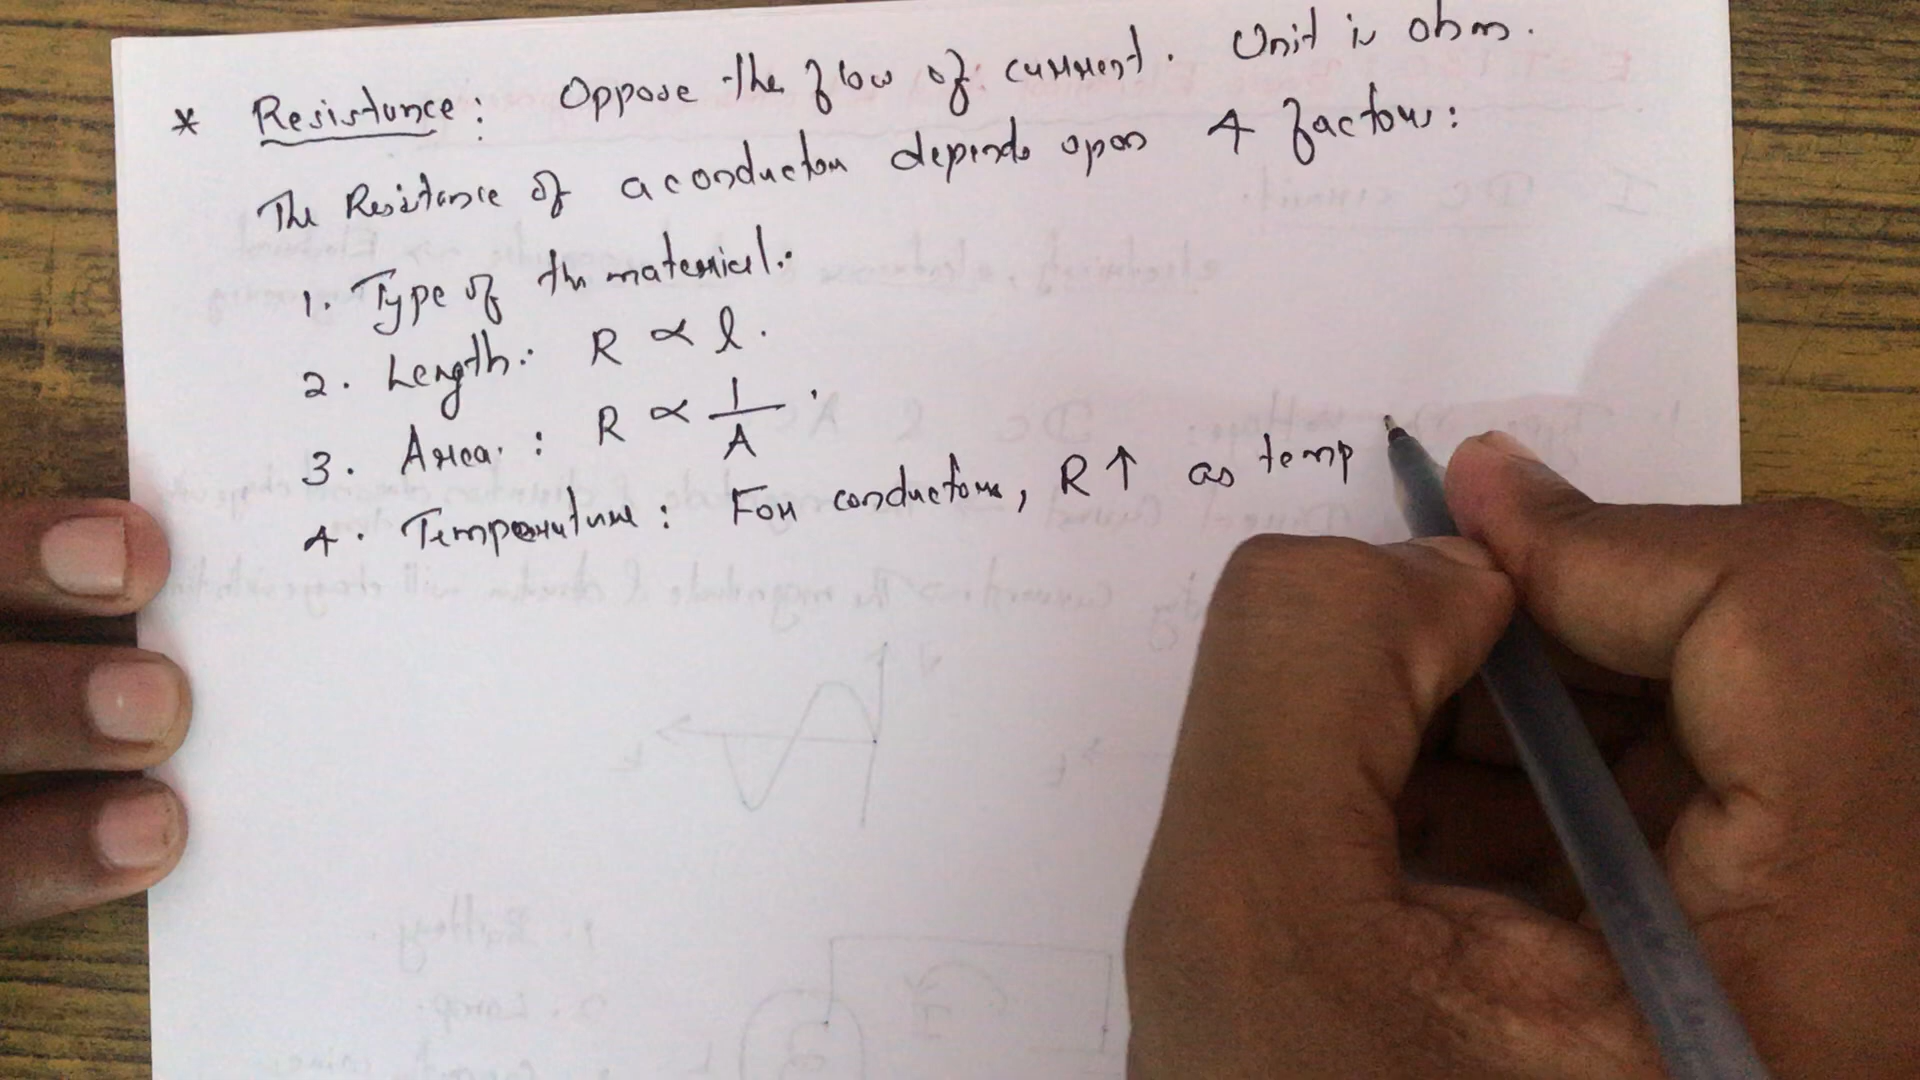 * Resistance: Oppose the flow of current. Unit is ohm.
The Resistance of a conductor depends upon 4 factors:
1. Type of the material:
2. Length: R ∝ l.
3. Area: R ∝ 1/A.
4. Temperature: For conductors, R↑ as temp